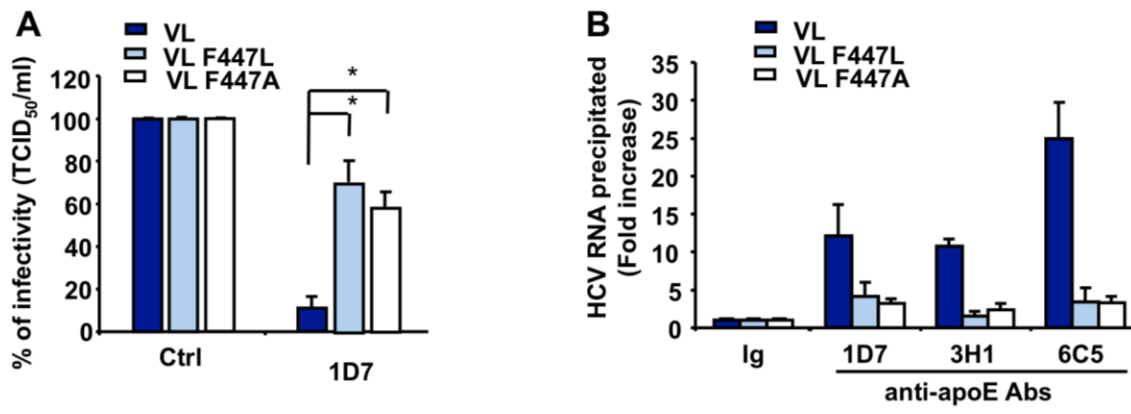 A
VL
VL F447L
VL F447A
% of infectivity (TCID50/ml)
120
100
80
60
40
20
0
*
*
Ctrl
1D7
B
VL
VL F447L
VL F447A
HCV RNA precipitated
(Fold increase)
35
30
25
20
15
10
5
0
Ig
1D7
3H1
6C5
anti-apoE Abs